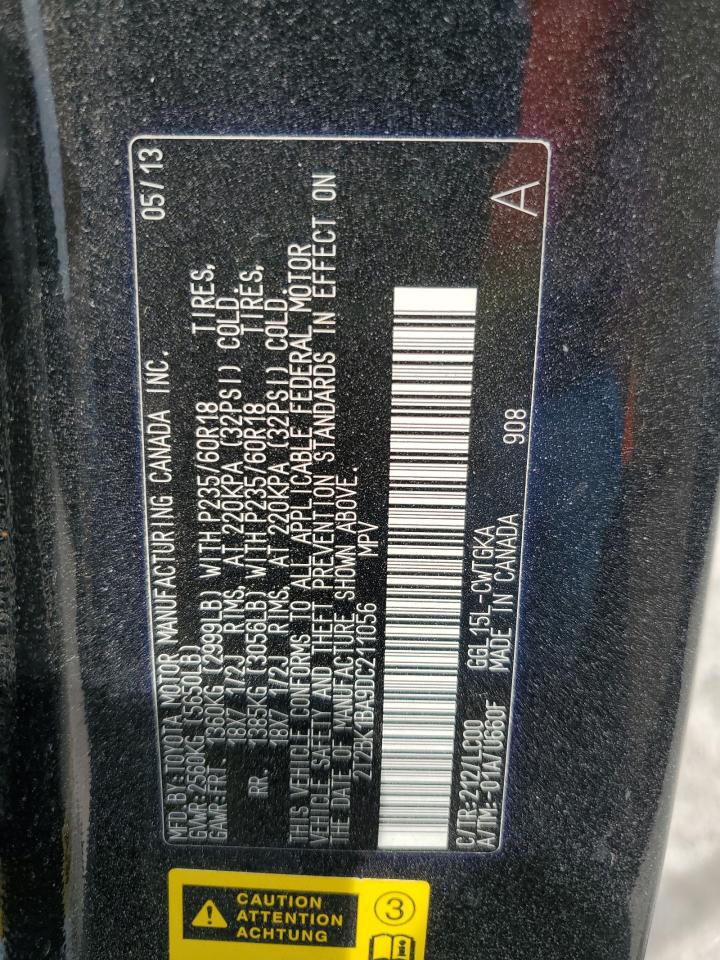 MFD. BY: TOYOTA MOTOR MANUFACTURING CANADA INC. 05/13
GVWR: 2560KG (5650LB)
GAWR: FRT 1360KG (2999LB) WITH P235/60R18 TIRES,
18X7 1/2J RIMS, AT 220KPA (32PSI) COLD.
RR. 1385KG (3056LB) WITH P235/60R18 TIRES,
18X7 1/2J RIMS, AT 220KPA (32PSI) COLD.
THIS VEHICLE CONFORMS TO ALL APPLICABLE FEDERAL MOTOR
VEHICLE SAFETY AND THEFT PREVENTION STANDARDS IN EFFECT ON
THE DATE OF MANUFACTURE SHOWN ABOVE.
2T2BK1BA9DC211056 MPV
C/TR: 212/LC00 GGL15L-CWTGKA 908 A
A/TM: -01A/U660F MADE IN CANADA
CAUTION
ATTENTION
ACHTUNG
3